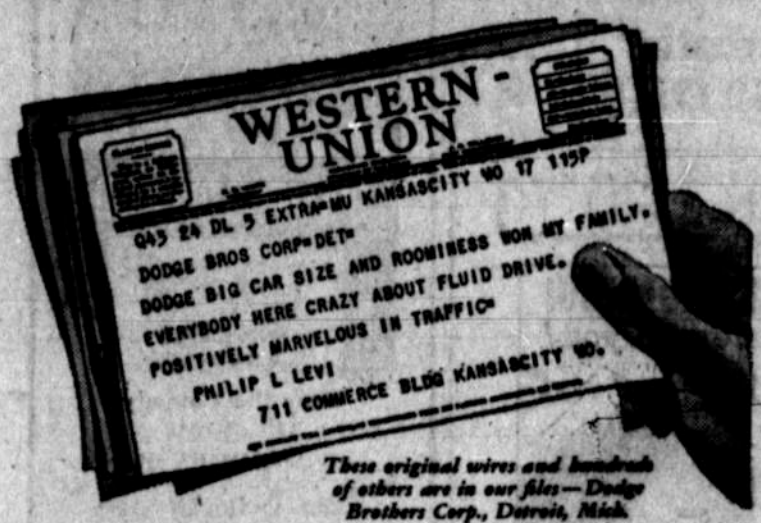 WESTERN -
UNION
Q43 24 DL 5 EXTRA=MU KANSASCITY MO 17 115P
DODGE BROS CORP=DET=
DODGE BIG CAR SIZE AND ROOMINESS WON MY FAMILY.
EVERYBODY HERE CRAZY ABOUT FLUID DRIVE.
POSITIVELY MARVELOUS IN TRAFFIC=
PHILIP L LEVI
711 COMMERCE BLDG KANSASCITY MO.
These original wires and hundreds
of others are in our files—Dodge
Brothers Corp., Detroit, Mich.